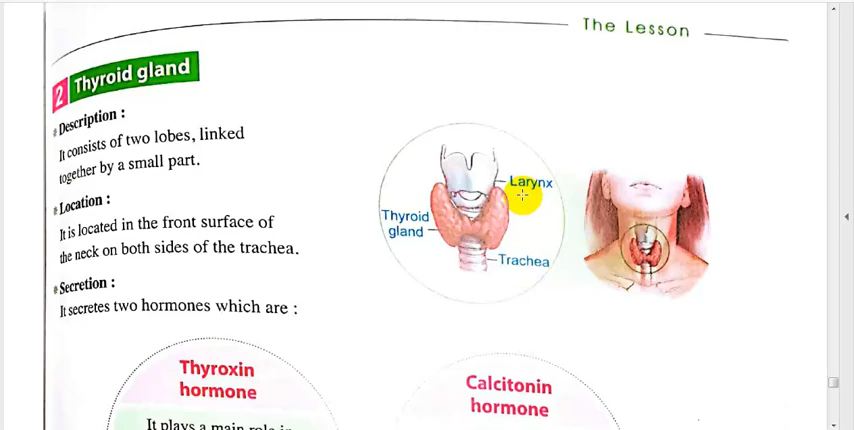 The Lesson
2 Thyroid gland
Description :
It consists of two lobes, linked
together by a small part.
Location :
It is located in the front surface of
the neck on both sides of the trachea.
Secretion :
It secretes two hormones which are :
Larynx
Thyroid
gland
Trachea
Thyroxin
hormone
It plays a main role in
Calcitonin
hormone